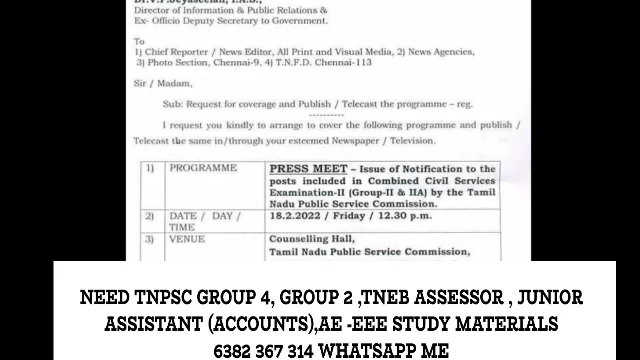 Director of Information & Public Relations &
Ex- Officio Deputy Secretary to Government.
To
1) Chief Reporter / News Editor, All Print and Visual Media, 2) News Agencies,
3) Photo Section, Chennai-9, 4) T.N.F.D. Chennai-113
Sir / Madam,
Sub: Request for coverage and Publish / Telecast the programme – reg.
----------
I request you kindly to arrange to cover the following programme and publish /
Telecast the same in/through your esteemed Newspaper / Television.
1) PROGRAMME PRESS MEET – Issue of Notification to the
posts included in Combined Civil Services
Examination-II (Group-II & IIA) by the Tamil
Nadu Public Service Commission.
2) DATE / DAY / 18.2.2022 / Friday / 12.30 p.m.
TIME
3) VENUE Counselling Hall,
Tamil Nadu Public Service Commission,
NEED TNPSC GROUP 4, GROUP 2 ,TNEB ASSESSOR , JUNIOR
ASSISTANT (ACCOUNTS),AE -EEE STUDY MATERIALS
6382 367 314 WHATSAPP ME